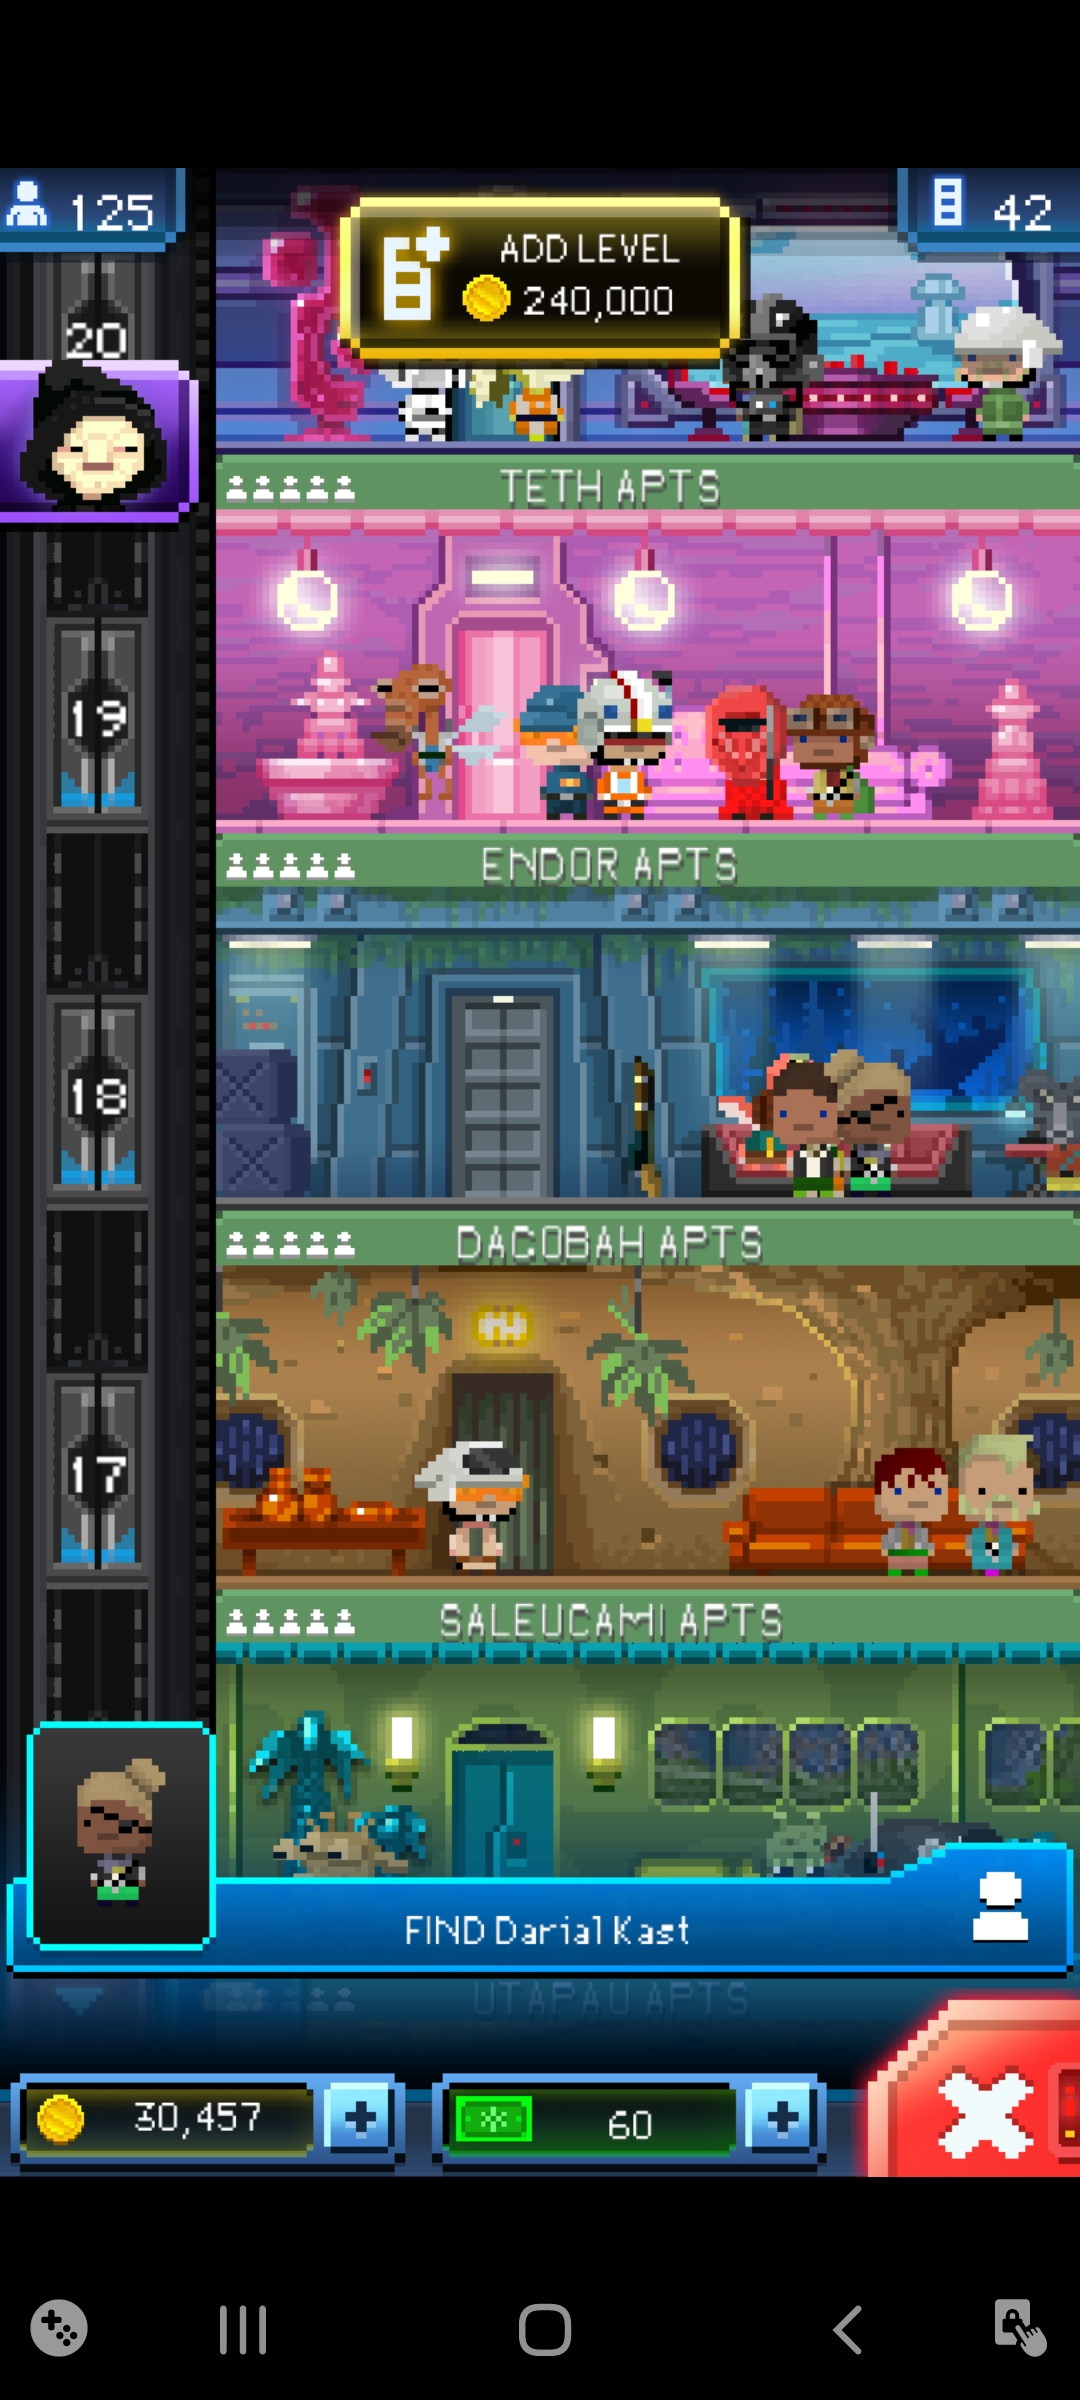 125
ADD LEVEL
240,000
42
20
TETH APTS
19
ENDOR APTS
18
DAGOBAH APTS
17
SALEUCAMI APTS
FIND Darial Kast
UTAPAU APTS
30,457
60